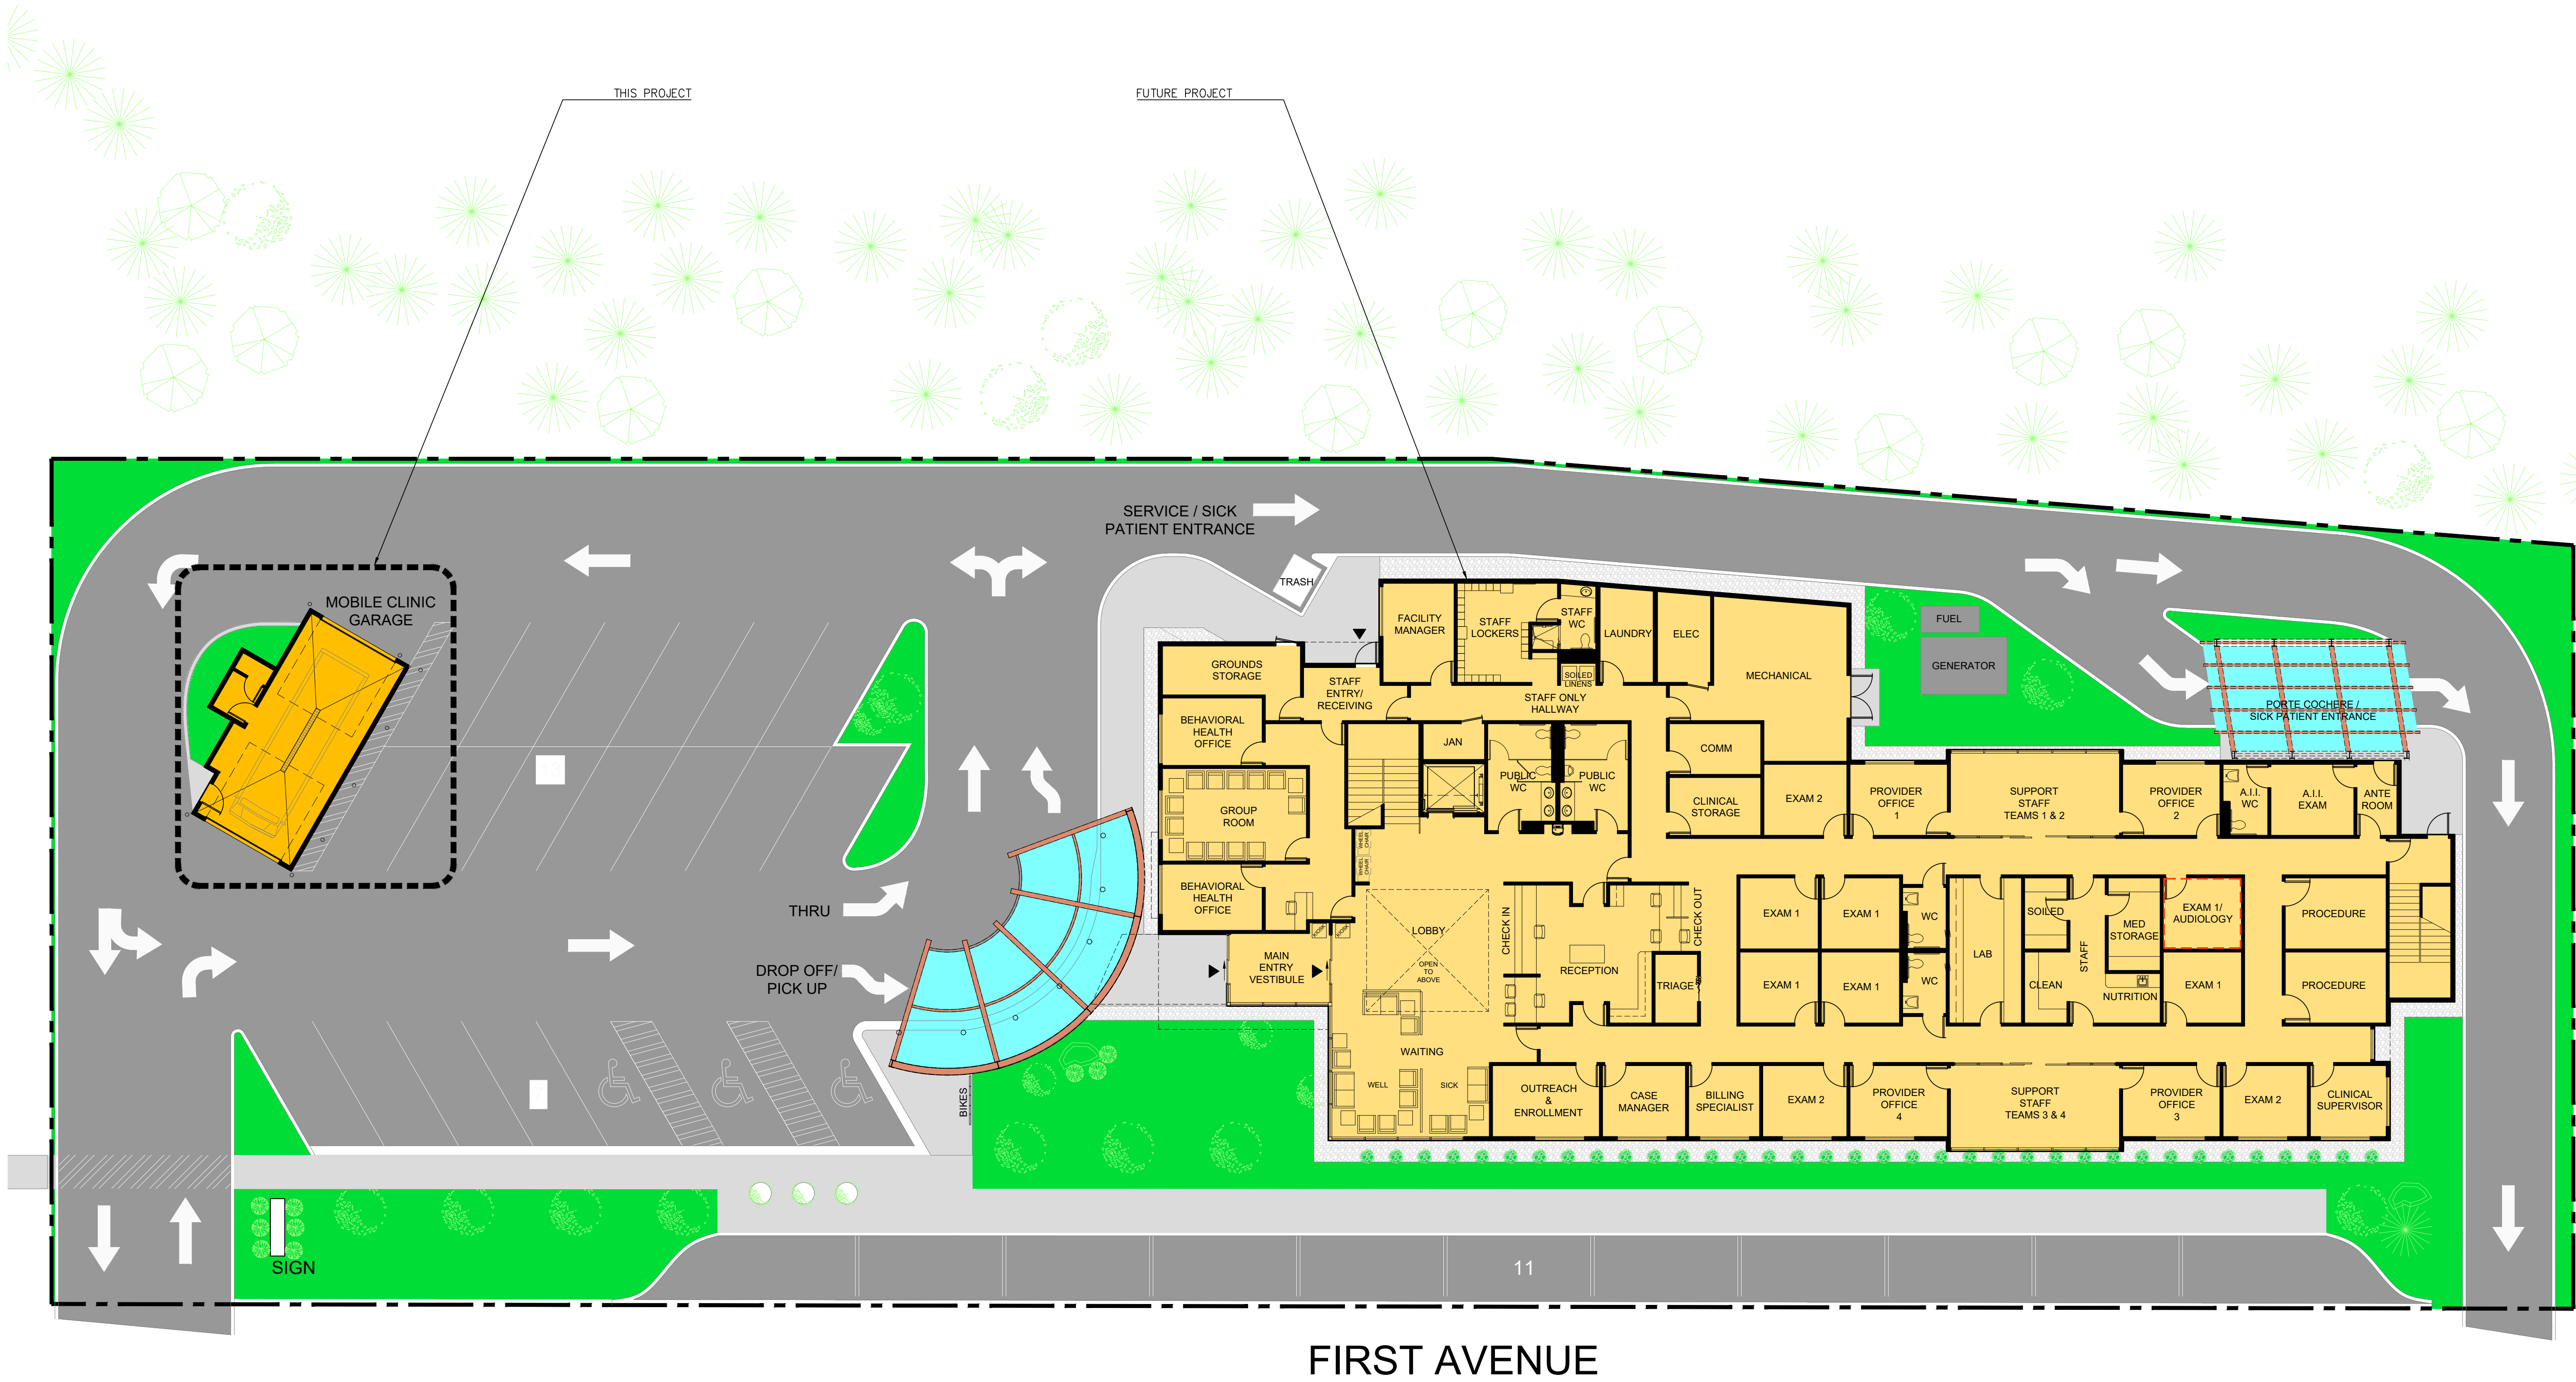 THIS PROJECT
FUTURE PROJECT
SERVICE / SICK
PATIENT ENTRANCE
TRASH
MOBILE CLINIC
GARAGE
FACILITY
MANAGER
STAFF
LOCKERS
STAFF
WC
LAUNDRY
ELEC
MECHANICAL
SOILED
LINENS
FUEL
GENERATOR
PORTE COCHERE /
SICK PATIENT ENTRANCE
GROUNDS
STORAGE
STAFF
ENTRY/
RECEIVING
STAFF ONLY
HALLWAY
BEHAVIORAL
HEALTH
OFFICE
JAN
PUBLIC
WC
PUBLIC
WC
COMM
CLINICAL
STORAGE
EXAM 2
PROVIDER
OFFICE
1
SUPPORT
STAFF
TEAMS 1 & 2
PROVIDER
OFFICE
2
A.I.I.
WC
A.I.I.
EXAM
ANTE
ROOM
GROUP
ROOM
WHEEL
CHAIR
WHEEL
CHAIR
BEHAVIORAL
HEALTH
OFFICE
THRU
DROP OFF/
PICK UP
KIOSK
KIOSK
MAIN
ENTRY
VESTIBULE
LOBBY
OPEN
TO
ABOVE
CHECK IN
RECEPTION
CHECK OUT
TRIAGE
EXAM 1
EXAM 1
EXAM 1
EXAM 1
WC
WC
LAB
SOILED
CLEAN
STAFF
MED
STORAGE
NUTRITION
EXAM 1/
AUDIOLOGY
EXAM 1
PROCEDURE
PROCEDURE
WAITING
WELL
SICK
OUTREACH
&
ENROLLMENT
CASE
MANAGER
BILLING
SPECIALIST
EXAM 2
PROVIDER
OFFICE
4
SUPPORT
STAFF
TEAMS 3 & 4
PROVIDER
OFFICE
3
EXAM 2
CLINICAL
SUPERVISOR
BIKES
SIGN
11
FIRST AVENUE